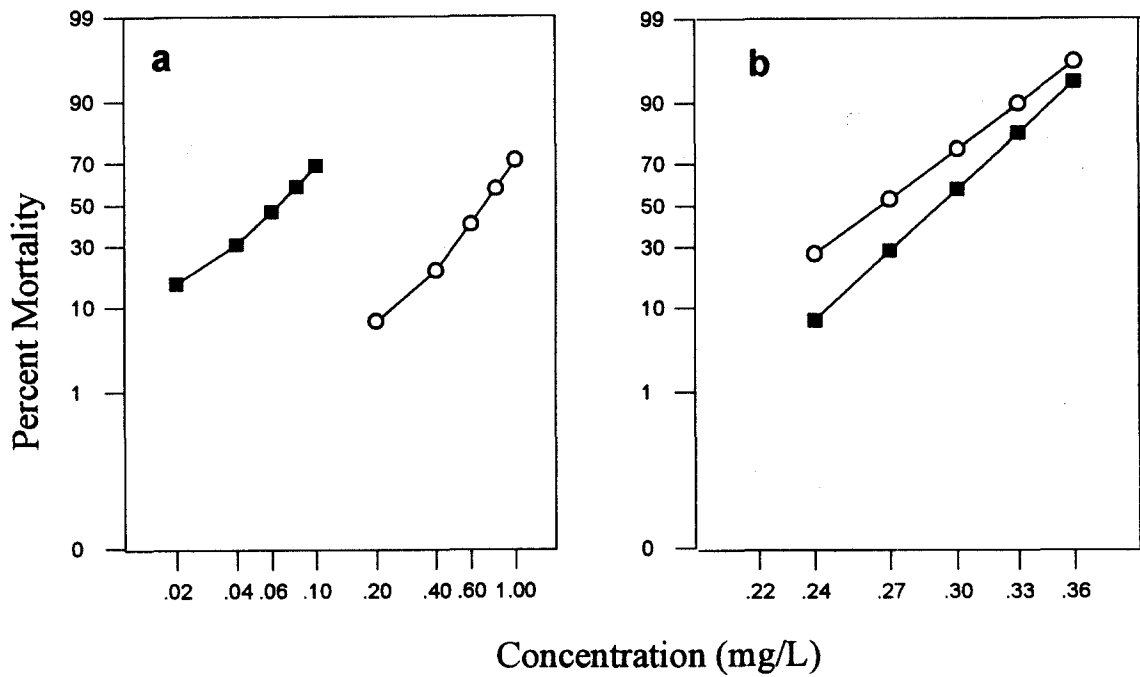 a
b
99
90
70
50
30
10
1
0
99
90
70
50
30
10
1
0
Percent Mortality
.02 .04 .06 .10 .20 .40 .60 1.00
.22 .24 .27 .30 .33 .36
Concentration (mg/L)